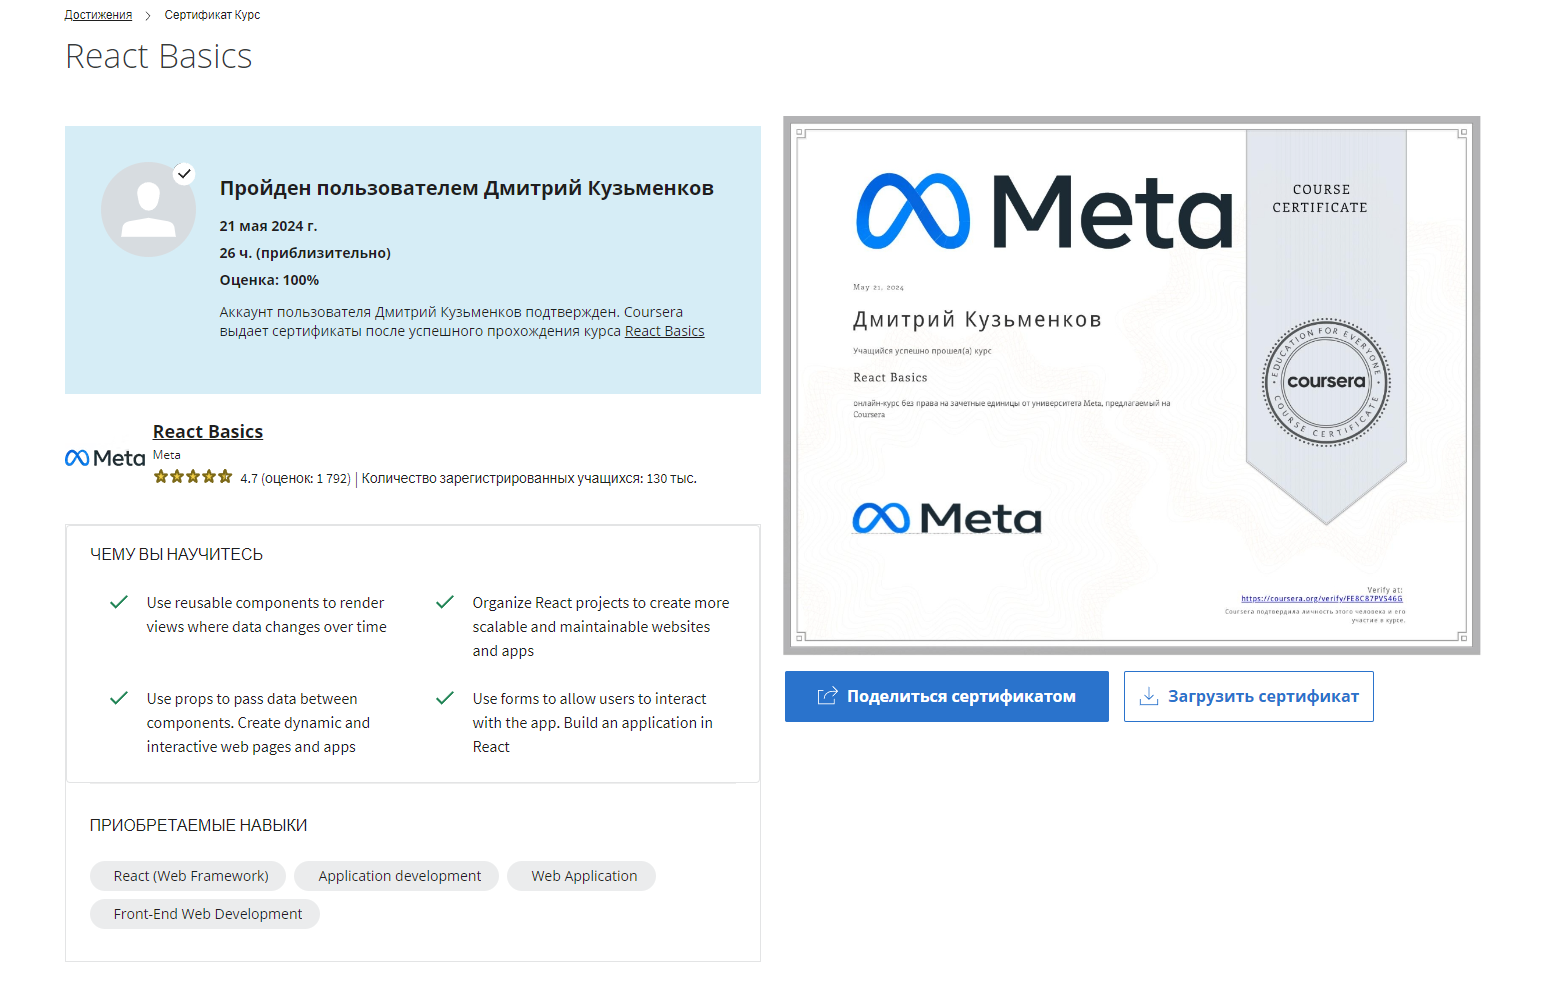 Достижения > Сертификат Курс
React Basics
Пройден пользователем Дмитрий Кузьменков
21 мая 2024 г.
26 ч. (приблизительно)
Оценка: 100%
Аккаунт пользователя Дмитрий Кузьменков подтвержден. Coursera
выдает сертификаты после успешного прохождения курса React Basics
Meta
React Basics
Meta
4.7 (оценок: 1 792) | Количество зарегистрированных учащихся: 130 тыс.
ЧЕМУ ВЫ НАУЧИТЕСЬ
Use reusable components to render
views where data changes over time
Organize React projects to create more
scalable and maintainable websites
and apps
Use props to pass data between
components. Create dynamic and
interactive web pages and apps
Use forms to allow users to interact
with the app. Build an application in
React
ПРИОБРЕТАЕМЫЕ НАВЫКИ
React (Web Framework)
Application development
Web Application
Front-End Web Development
Meta
COURSE
CERTIFICATE
May 21, 2024
Дмитрий Кузьменков
Учащийся успешно прошел(а) курс
React Basics
онлайн-курс без права на зачетные единицы от университета Meta, предлагаемый на
Coursera
EDUCATION FOR EVERYONE
coursera
COURSE CERTIFICATE
Meta
Verify at:
https://coursera.org/verify/FE8C87PVS46G
Coursera подтвердила личность этого человека и его
участие в курсе.
Поделиться сертификатом
Загрузить сертификат